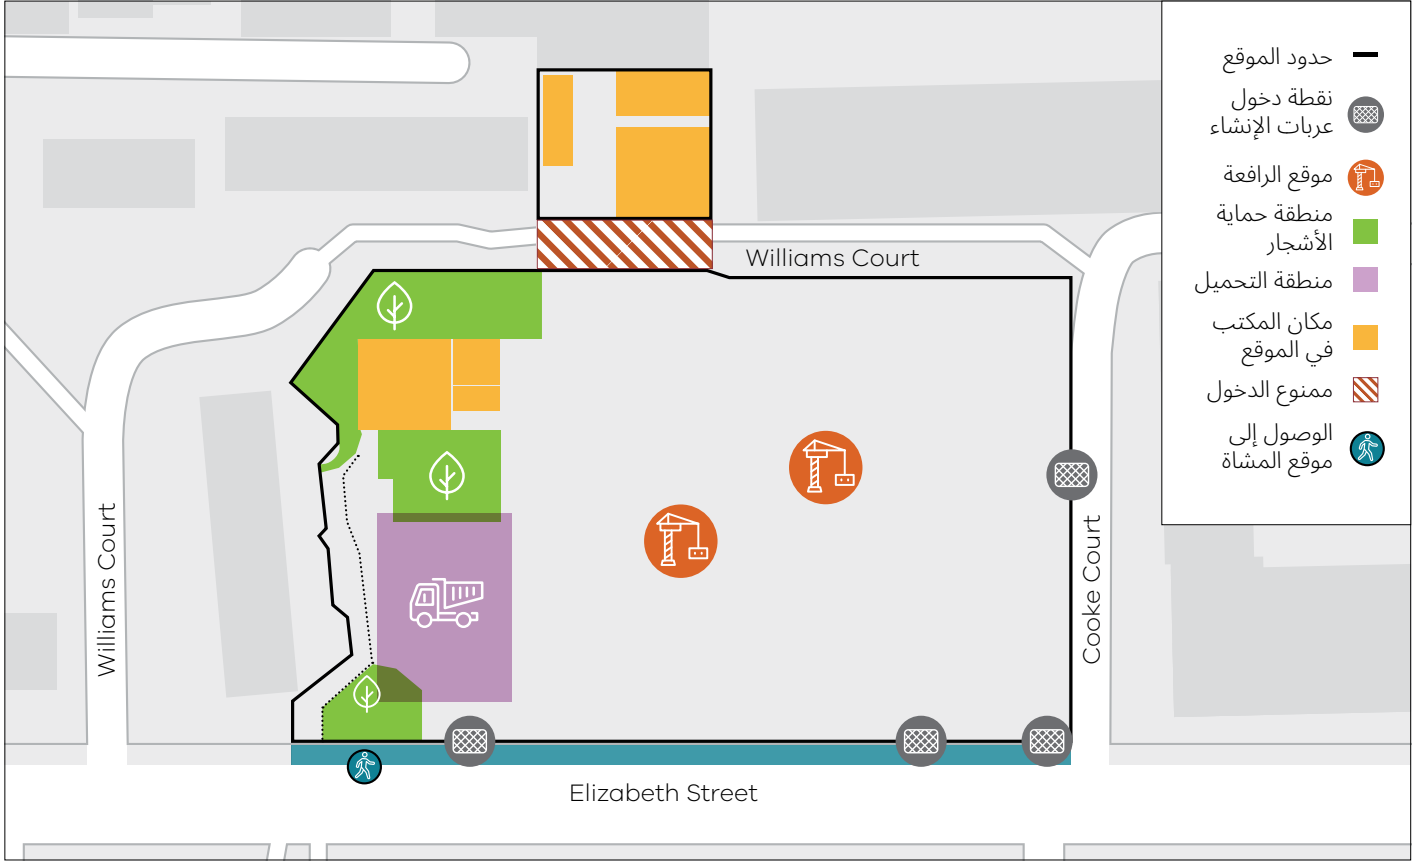 حدود الموقع
نقطة دخول
عربات الإنشاء
موقع الرافعة
منطقة حماية
الأشجار
منطقة التحميل
مكان المكتب
في الموقع
ممنوع الدخول
الوصول إلى
موقع المشاة
Williams Court
Williams Court
Cooke Court
Elizabeth Street